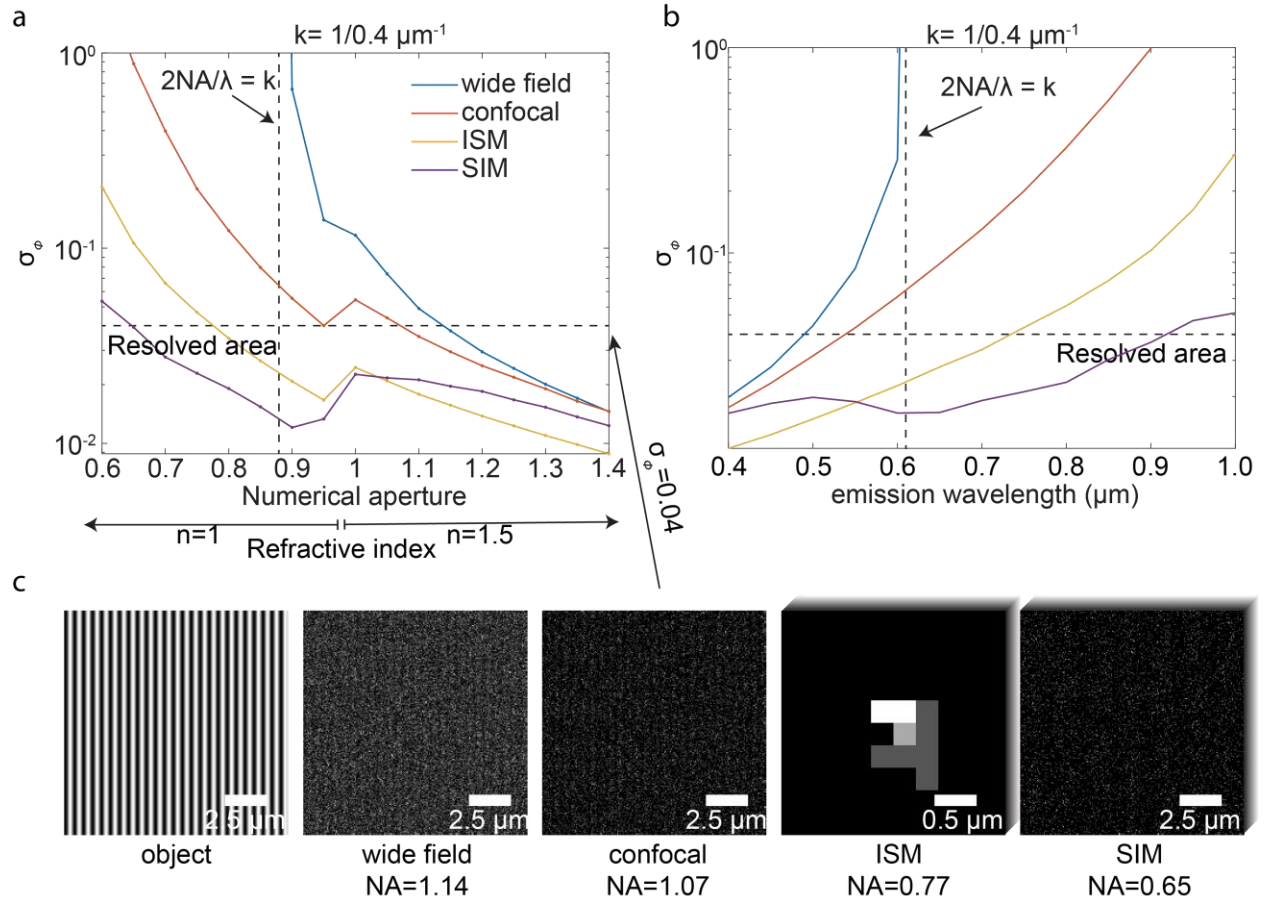 a
k= 1/0.4 µm⁻¹
2NA/λ = k
wide field
confocal
ISM
SIM
10⁰
10⁻¹
10⁻²
σ_ϕ
Resolved area
0.6 0.7 0.8 0.9 1 1.1 1.2 1.3 1.4
Numerical aperture
n=1 n=1.5
Refractive index
b
k= 1/0.4 µm⁻¹
2NA/λ = k
10⁰
10⁻¹
σ_ϕ
Resolved area
0.4 0.5 0.6 0.7 0.8 0.9 1.0
emission wavelength (µm)
σ_ϕ=0.04
c
2.5 µm 2.5 µm 2.5 µm 0.5 µm 2.5 µm
object wide field confocal ISM SIM
NA=1.14 NA=1.07 NA=0.77 NA=0.65